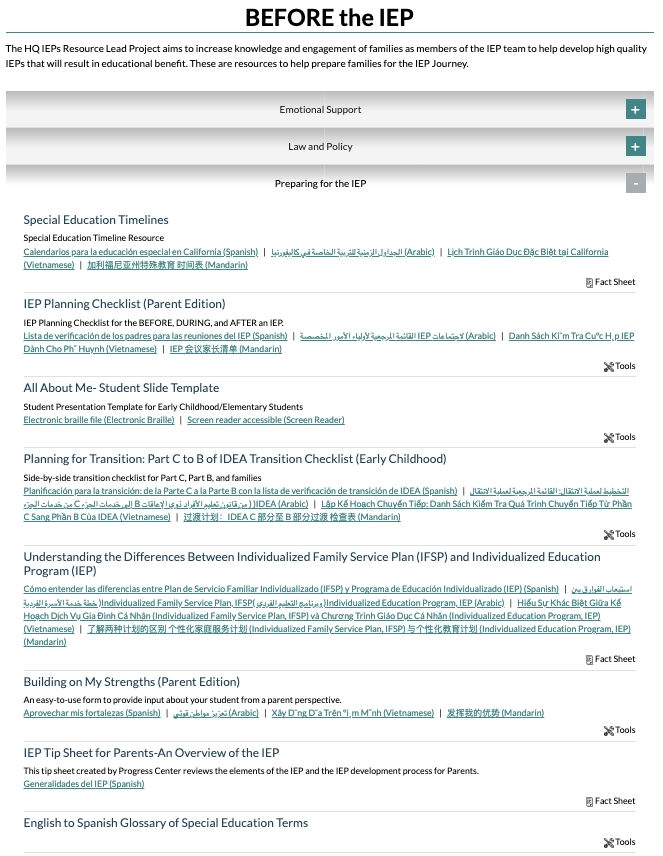 BEFORE the IEP
The HQ IEPs Resource Lead Project aims to increase knowledge and engagement of families as members of the IEP team to help develop high quality
IEPs that will result in educational benefit. These are resources to help prepare families for the IEP Journey.
Emotional Support +
Law and Policy +
Preparing for the IEP -
Special Education Timelines
Special Education Timeline Resource
Calendarios para la educación especial en California (Spanish) | الجداول الزمنية للتربية الخاصة في كاليفورنيا (Arabic) | Lịch Trình Giáo Dục Đặc Biệt tại California
(Vietnamese) | 加利福尼亚州特殊教育 时间表 (Mandarin)
Fact Sheet
IEP Planning Checklist (Parent Edition)
IEP Planning Checklist for the BEFORE, DURING, and AFTER an IEP.
Lista de verificación de los padres para las reuniones del IEP (Spanish) | لاجتماعات IEP القائمة المرجعية لأولياء الأمور المخصصة (Arabic) | Danh Sách Ki˜m Tra Cu°c H‚p IEP
Dành Cho Ph˝ Huynh (Vietnamese) | IEP 会议家长清单 (Mandarin)
Tools
All About Me- Student Slide Template
Student Presentation Template for Early Childhood/Elementary Students
Electronic braille file (Electronic Braille) | Screen reader accessible (Screen Reader)
Tools
Planning for Transition: Part C to B of IDEA Transition Checklist (Early Childhood)
Side-by-side transition checklist for Part C, Part B, and families
Planificación para la transición: de la Parte C a la Parte B con la lista de verificación de transición de IDEA (Spanish) | التخطيط لعملية الانتقال: القائمة المرجعية لعملية الانتقال
من خدمات الجزء C إلى خدمات الجزء B من قانون تعليم الأفراد ذوي الإعاقات ( )IDEA (Arabic) | Lập Kế Hoạch Chuyển Tiếp: Danh Sách Kiểm Tra Quá Trình Chuyển Tiếp Từ Phần
C Sang Phần B Của IDEA (Vietnamese) | 过渡计划：IDEA C 部分至 B 部分过渡 检查表 (Mandarin)
Tools
Understanding the Differences Between Individualized Family Service Plan (IFSP) and Individualized Education
Program (IEP)
Cómo entender las diferencias entre Plan de Servicio Familiar Individualizado (IFSP) y Programa de Educación Individualizado (IEP) (Spanish) | استيعاب الفوارق بين
خطة خدمة الأسرة الفردية )Individualized Family Service Plan, IFSP( وبرنامج التعليم الفردي )Individualized Education Program, IEP (Arabic) | Hiểu Sự Khác Biệt Giữa Kế
Hoạch Dịch Vụ Gia Đình Cá Nhân (Individualized Family Service Plan, IFSP) và Chương Trình Giáo Dục Cá Nhân (Individualized Education Program, IEP)
(Vietnamese) | 了解两种计划的区别 个性化家庭服务计划 (Individualized Family Service Plan, IFSP) 与个性化教育计划 (Individualized Education Program, IEP)
(Mandarin)
Fact Sheet
Building on My Strengths (Parent Edition)
An easy-to-use form to provide input about your student from a parent perspective.
Aprovechar mis fortalezas (Spanish) | تعزيز مواطن قوتي (Arabic) | Xây D˜ng D˜a Trên °i‚m M˝nh (Vietnamese) | 发挥我的优势 (Mandarin)
Tools
IEP Tip Sheet for Parents-An Overview of the IEP
This tip sheet created by Progress Center reviews the elements of the IEP and the IEP development process for Parents.
Generalidades del IEP (Spanish)
Fact Sheet
English to Spanish Glossary of Special Education Terms
Tools